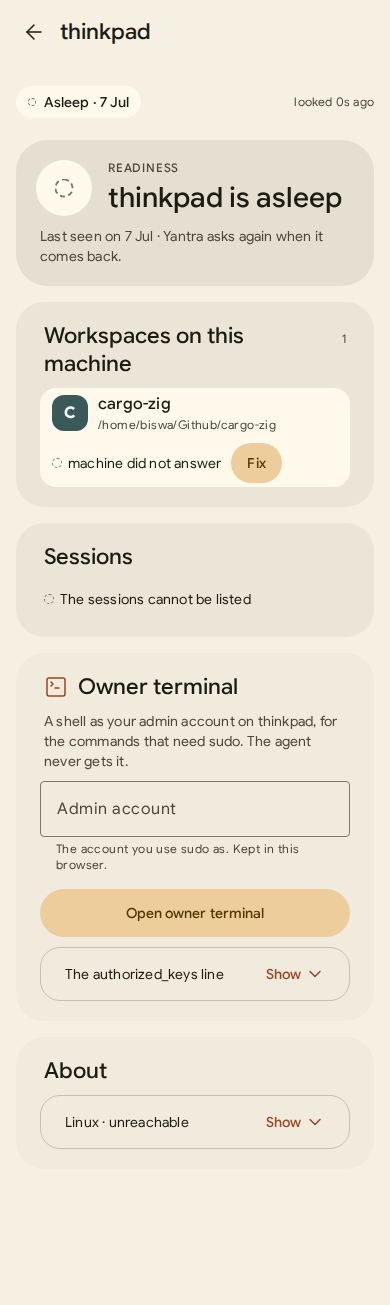 thinkpad
Asleep · 7 Jul
looked 0s ago
READINESS
thinkpad is asleep
Last seen on 7 Jul · Yantra asks again when it
comes back.
Workspaces on this
machine
1
C
cargo-zig
/home/biswa/Github/cargo-zig
machine did not answer
Fix
Sessions
The sessions cannot be listed
Owner terminal
A shell as your admin account on thinkpad, for
the commands that need sudo. The agent
never gets it.
Admin account
The account you use sudo as. Kept in this
browser.
Open owner terminal
The authorized_keys line
Show
About
Linux · unreachable
Show